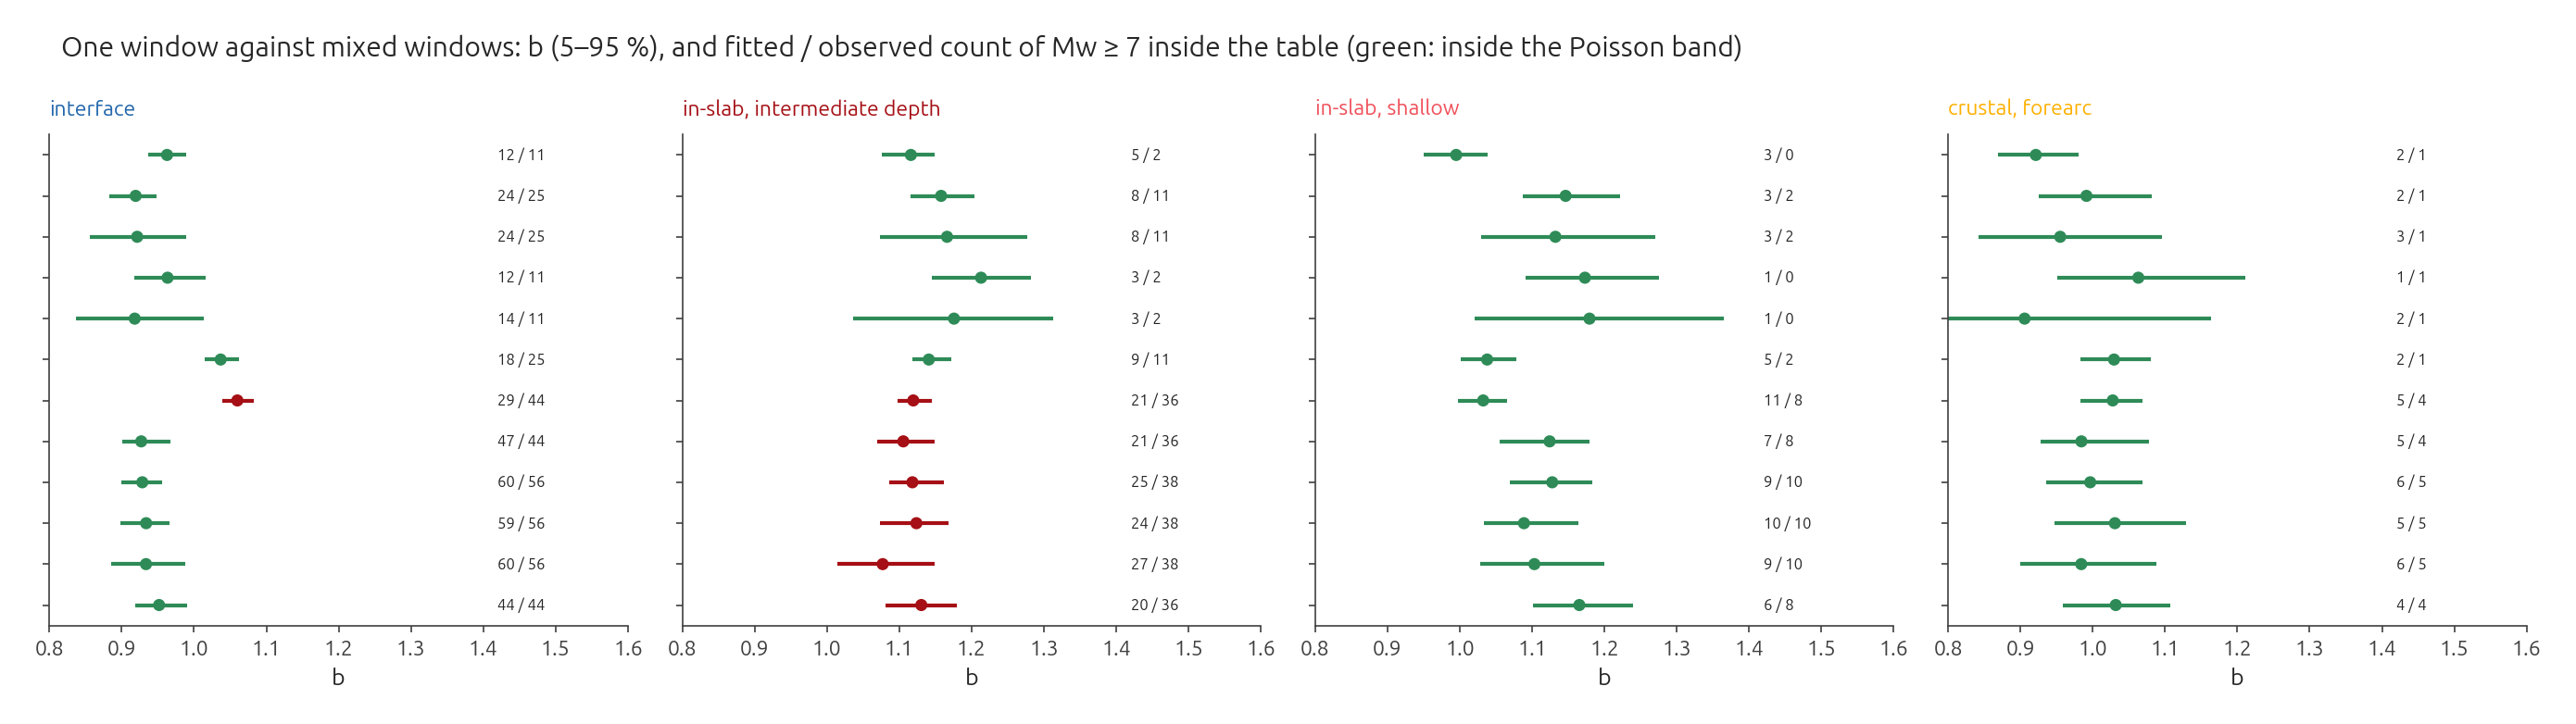 One window against mixed windows: b (5–95 %), and fitted / observed count of Mw ≥ 7 inside the table (green: inside the Poisson band)
interface
12 / 11
24 / 25
24 / 25
12 / 11
14 / 11
18 / 25
29 / 44
47 / 44
60 / 56
59 / 56
60 / 56
44 / 44
0.8 0.9 1.0 1.1 1.2 1.3 1.4 1.5 1.6
b
in-slab, intermediate depth
5 / 2
8 / 11
8 / 11
3 / 2
3 / 2
9 / 11
21 / 36
21 / 36
25 / 38
24 / 38
27 / 38
20 / 36
0.8 0.9 1.0 1.1 1.2 1.3 1.4 1.5 1.6
b
in-slab, shallow
3 / 0
3 / 2
3 / 2
1 / 0
1 / 0
5 / 2
11 / 8
7 / 8
9 / 10
10 / 10
9 / 10
6 / 8
0.8 0.9 1.0 1.1 1.2 1.3 1.4 1.5 1.6
b
crustal, forearc
2 / 1
2 / 1
3 / 1
1 / 1
2 / 1
2 / 1
5 / 4
5 / 4
6 / 5
5 / 5
6 / 5
4 / 4
0.8 0.9 1.0 1.1 1.2 1.3 1.4 1.5 1.6
b